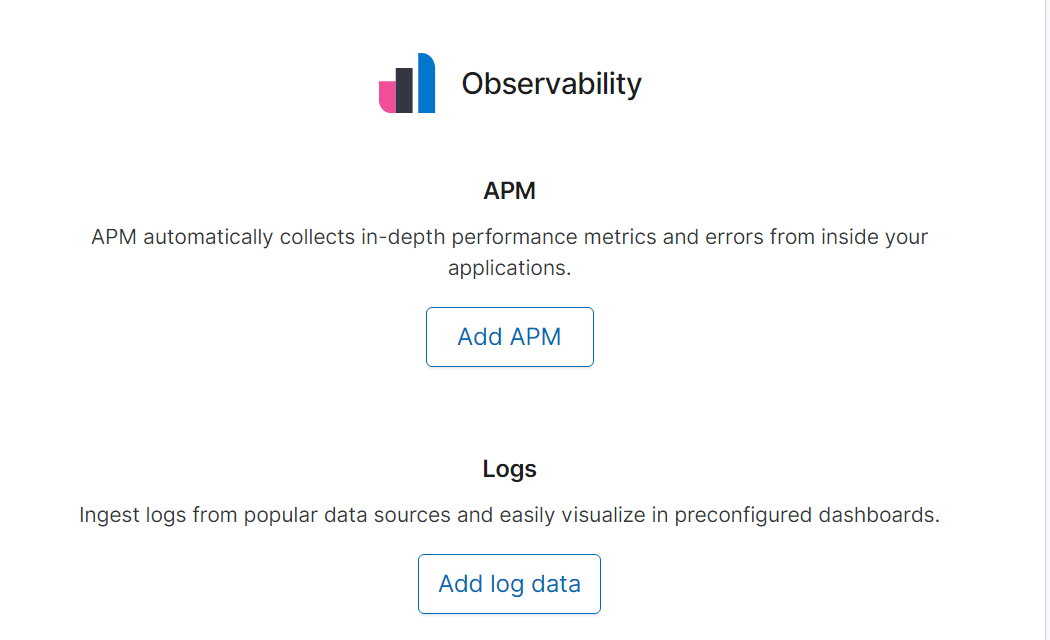 Observability
APM
APM automatically collects in-depth performance metrics and errors from inside your
applications.
Add APM
Logs
Ingest logs from popular data sources and easily visualize in preconfigured dashboards.
Add log data